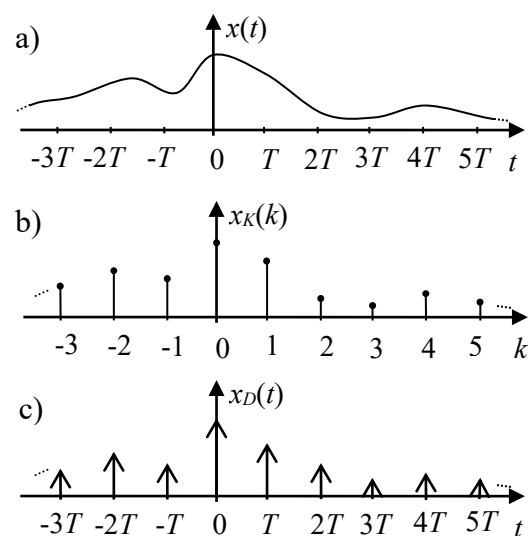 a) x(t)
-3T -2T -T 0 T 2T 3T 4T 5T t
b) x_K(k)
-3 -2 -1 0 1 2 3 4 5 k
c) x_D(t)
-3T -2T -T 0 T 2T 3T 4T 5T t